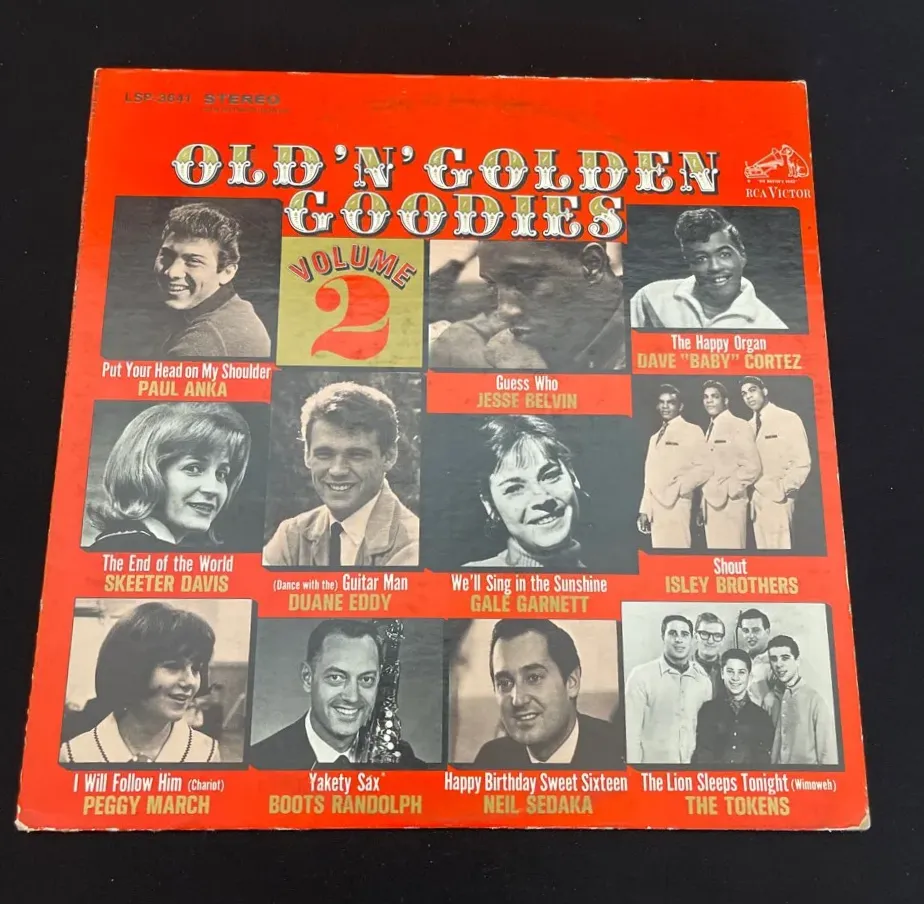 LSP-3641 STEREO
OLD 'N' GOLDEN
GOODIES
"HIS MASTER'S VOICE"
RCA VICTOR
VOLUME
2
Put Your Head on My Shoulder
PAUL ANKA
Guess Who
JESSE BELVIN
The Happy Organ
DAVE "BABY" CORTEZ
The End of the World
SKEETER DAVIS
(Dance with the) Guitar Man
DUANE EDDY
We'll Sing in the Sunshine
GALE GARNETT
Shout
ISLEY BROTHERS
I Will Follow Him (Chariot)
PEGGY MARCH
Yakety Sax
BOOTS RANDOLPH
Happy Birthday Sweet Sixteen
NEIL SEDAKA
The Lion Sleeps Tonight (Wimoweh)
THE TOKENS